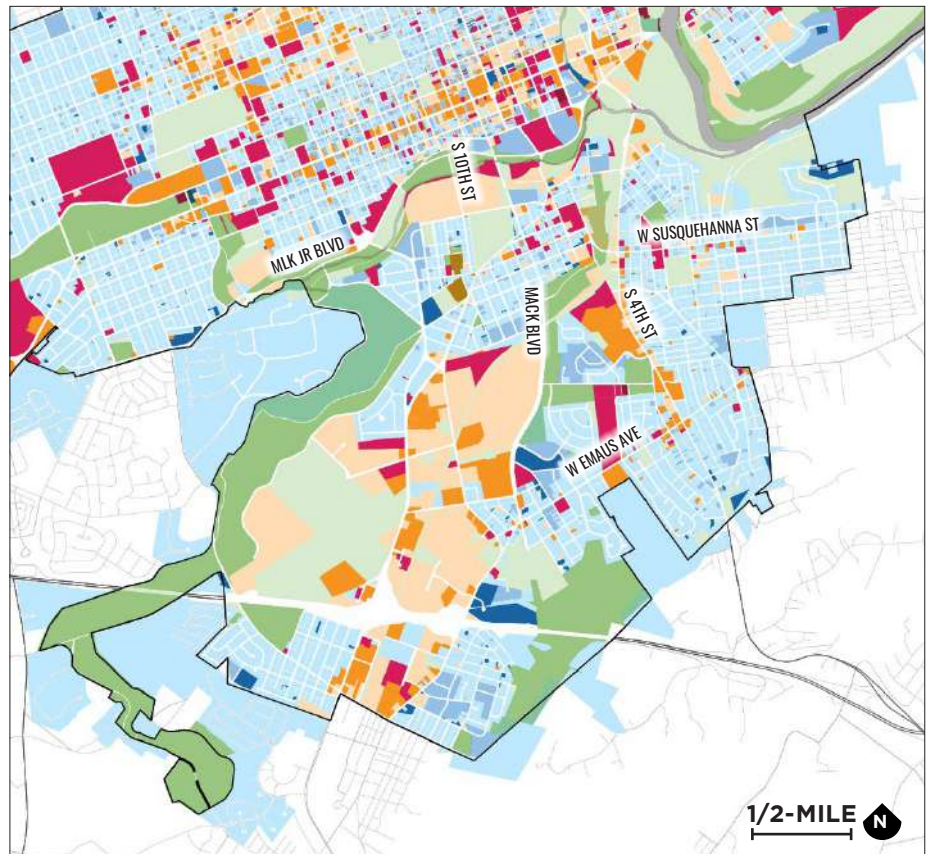 S 10TH ST
W SUSQUEHANNA ST
MLK JR BLVD
MACK BLVD
S 4TH ST
W EMAUS AVE
1/2-MILE
N